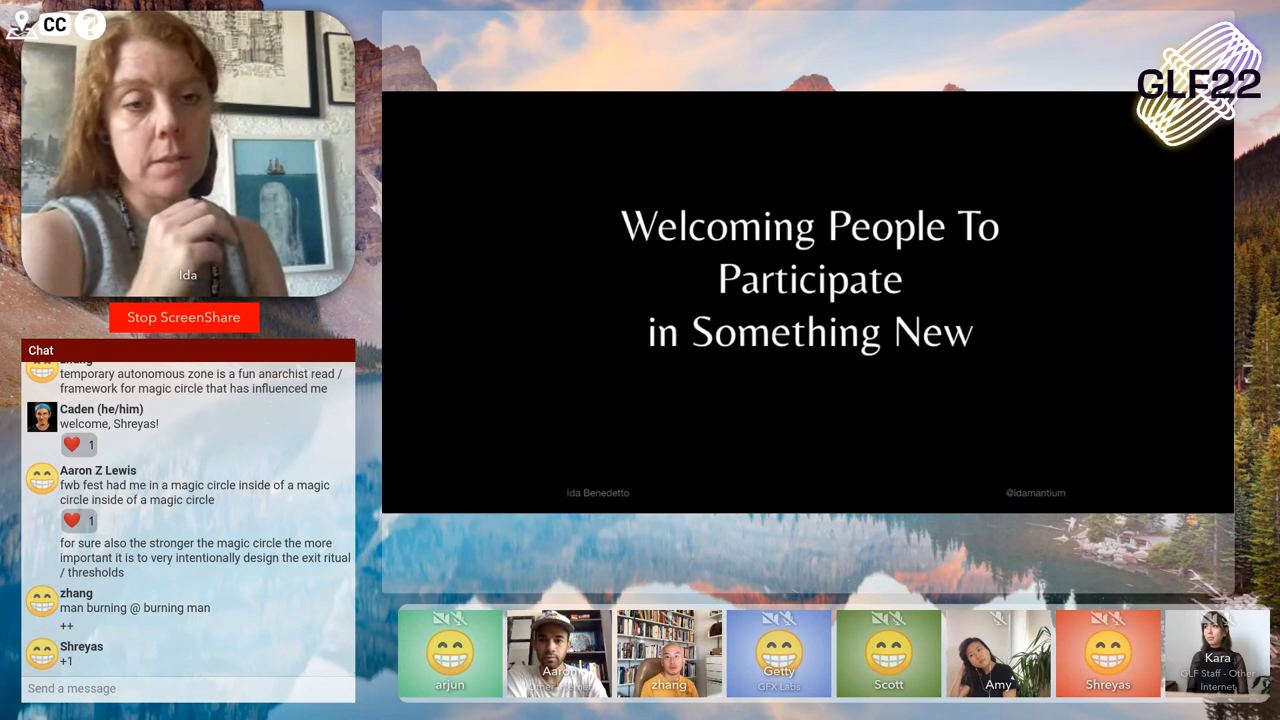 CC
?
Ida
Stop ScreenShare
Chat
zhang
temporary autonomous zone is a fun anarchist read /
framework for magic circle that has influenced me
Caden (he/him)
welcome, Shreyas!
1
Aaron Z Lewis
fwb fest had me in a magic circle inside of a magic
circle inside of a magic circle
1
for sure also the stronger the magic circle the more
important it is to very intentionally design the exit ritual
/ thresholds
zhang
man burning @ burning man
++
Shreyas
+1
Send a message
GLF22
Welcoming People To
Participate
in Something New
Ida Benedetto
@idamantium
arjun
Aaron
zhang
Getty
GFX Labs
Scott
Amy
Shreyas
Kara
GLF Staff - Other
Internet